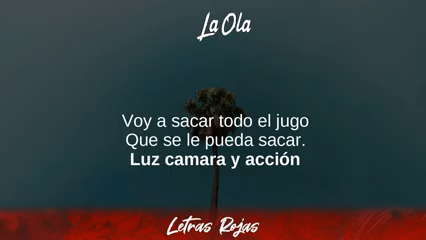 La Ola
Voy a sacar todo el jugo
Que se le pueda sacar.
Luz camara y acción
Letras Rojas